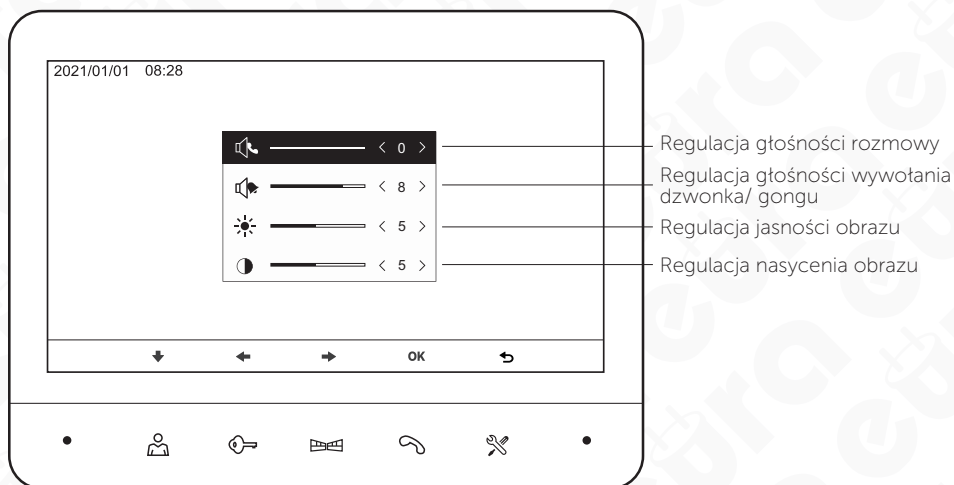 2021/01/01 08:28
< 0 >
Regulacja głośności rozmowy
< 8 >
Regulacja głośności wywołania
dzwonka/ gongu
< 5 >
Regulacja jasności obrazu
< 5 >
Regulacja nasycenia obrazu
OK
eura